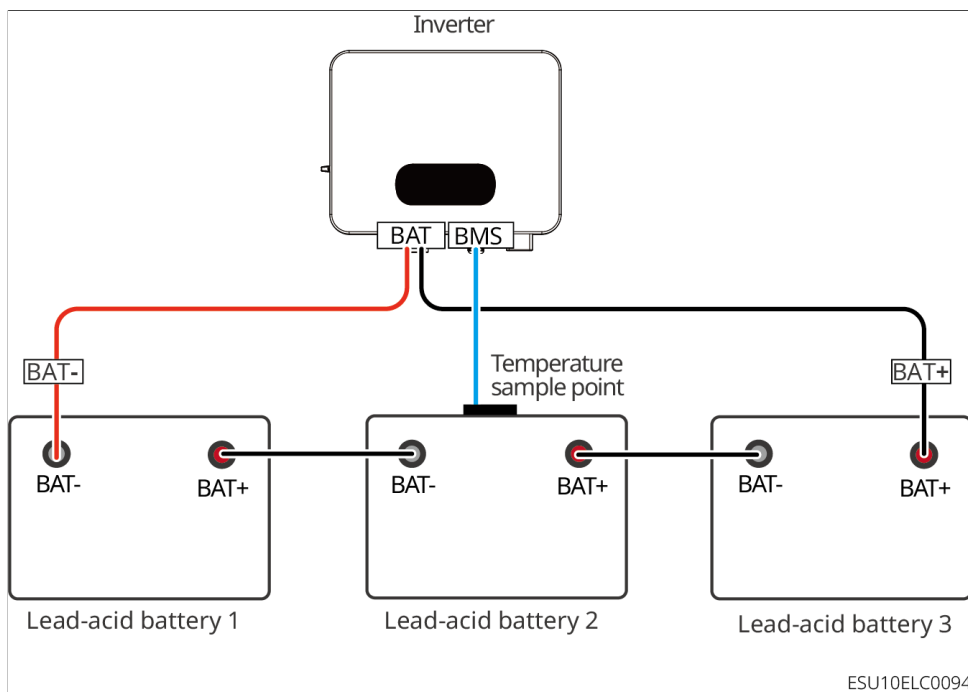 Inverter
BAT
BMS
Temperature
sample point
BAT-
BAT+
BAT-
BAT+
BAT-
BAT+
BAT-
BAT+
Lead-acid battery 1
Lead-acid battery 2
Lead-acid battery 3
ESU10ELC0094